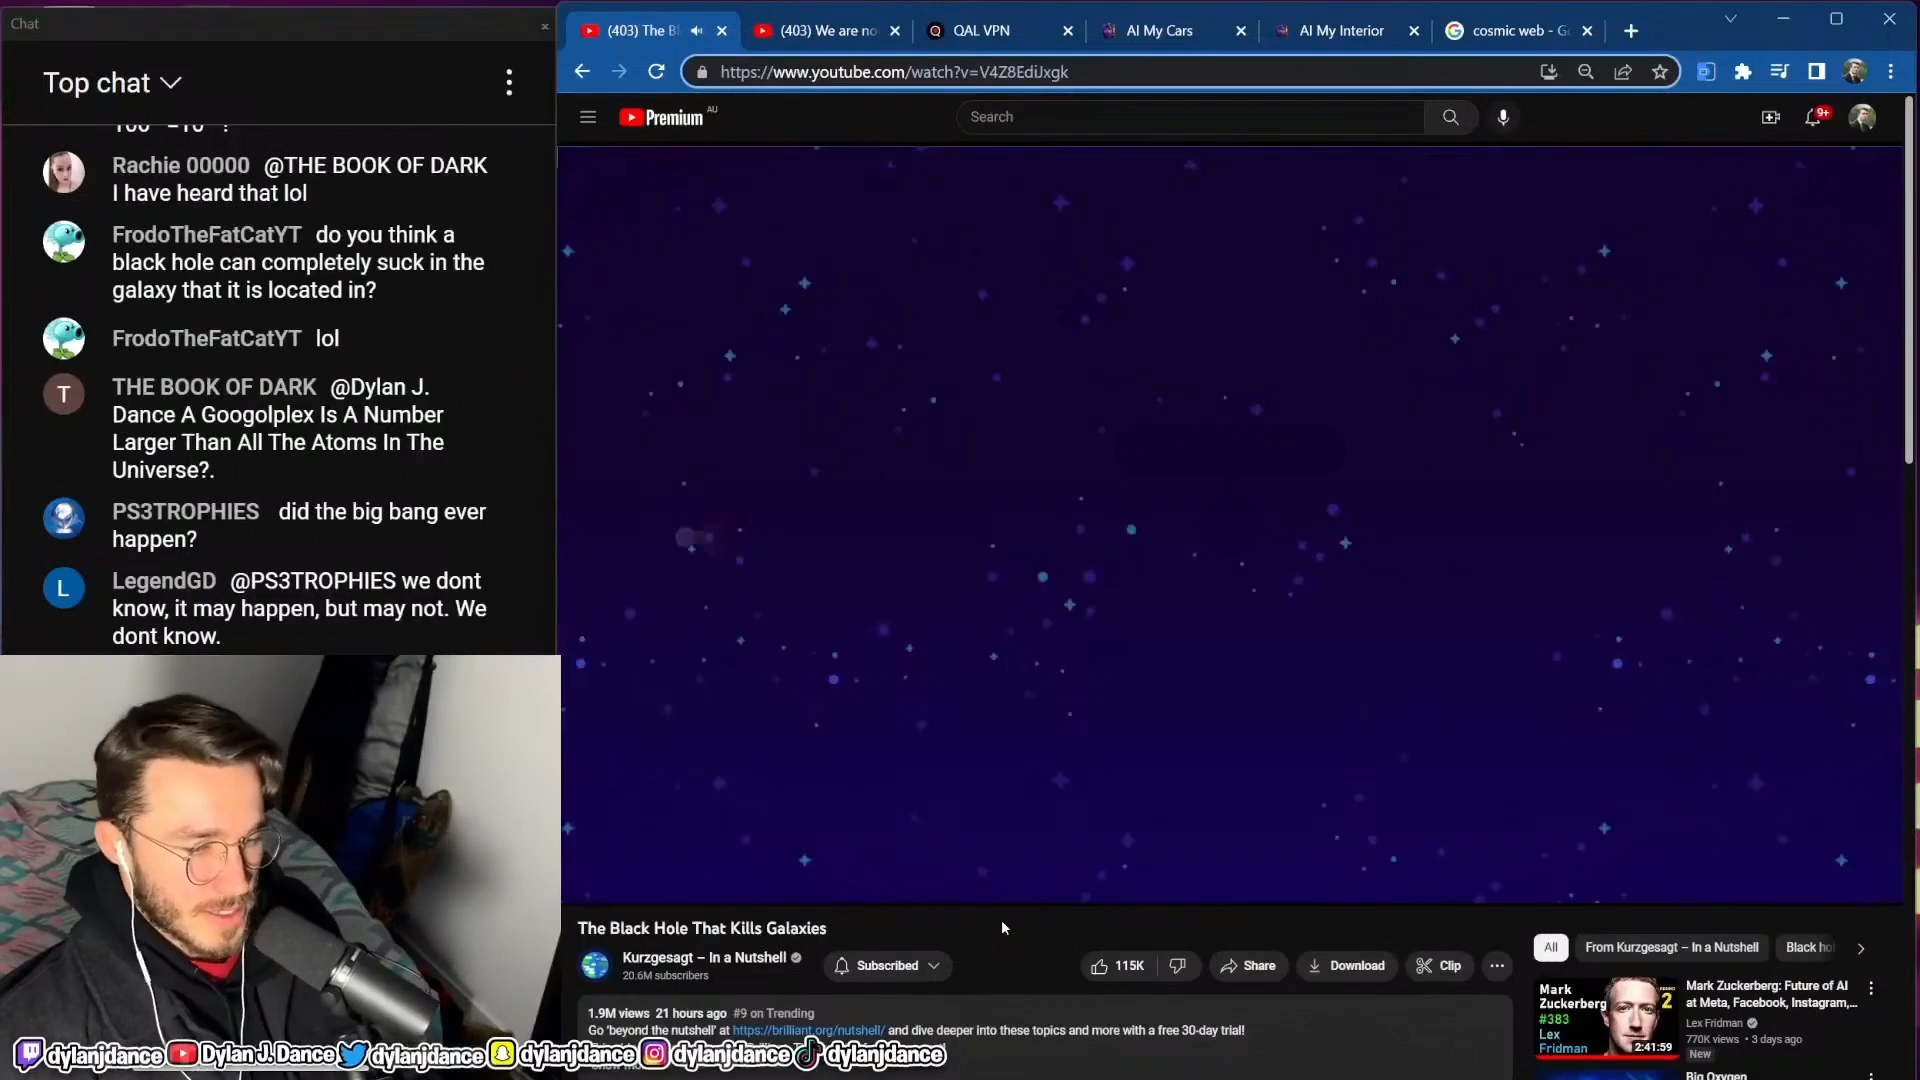 Chat
Top chat
Rachie 00000 @THE BOOK OF DARK
I have heard that lol
FrodoTheFatCatYT do you think a
black hole can completely suck in the
galaxy that it is located in?
FrodoTheFatCatYT lol
T
THE BOOK OF DARK @Dylan J.
Dance A Googolplex Is A Number
Larger Than All The Atoms In The
Universe?.
PS3TROPHIES did the big bang ever
happen?
L
LegendGD @PS3TROPHIES we dont
know, it may happen, but may not. We
dont know.
(403) The Bl
(403) We are no
QAL VPN
AI My Cars
AI My Interior
cosmic web - Go
https://www.youtube.com/watch?v=V4Z8EdiJxgk
Premium AU
Search
9+
The Black Hole That Kills Galaxies
Kurzgesagt – In a Nutshell
20.6M subscribers
Subscribed
115K
Share
Download
Clip
1.9M views 21 hours ago #9 on Trending
Go 'beyond the nutshell' at https://brilliant.org/nutshell/ and dive deeper into these topics and more with a free 30-day trial!
All
From Kurzgesagt – In a Nutshell
Black hol
Mark
Zuckerberg
#383
Lex
Fridman
2
2:41:59
Mark Zuckerberg: Future of AI
at Meta, Facebook, Instagram,...
Lex Fridman
770K views • 3 days ago
New
Big Oxygen
dylanjdance Dylan J. Dance dylanjdance dylanjdance dylanjdance dylanjdance